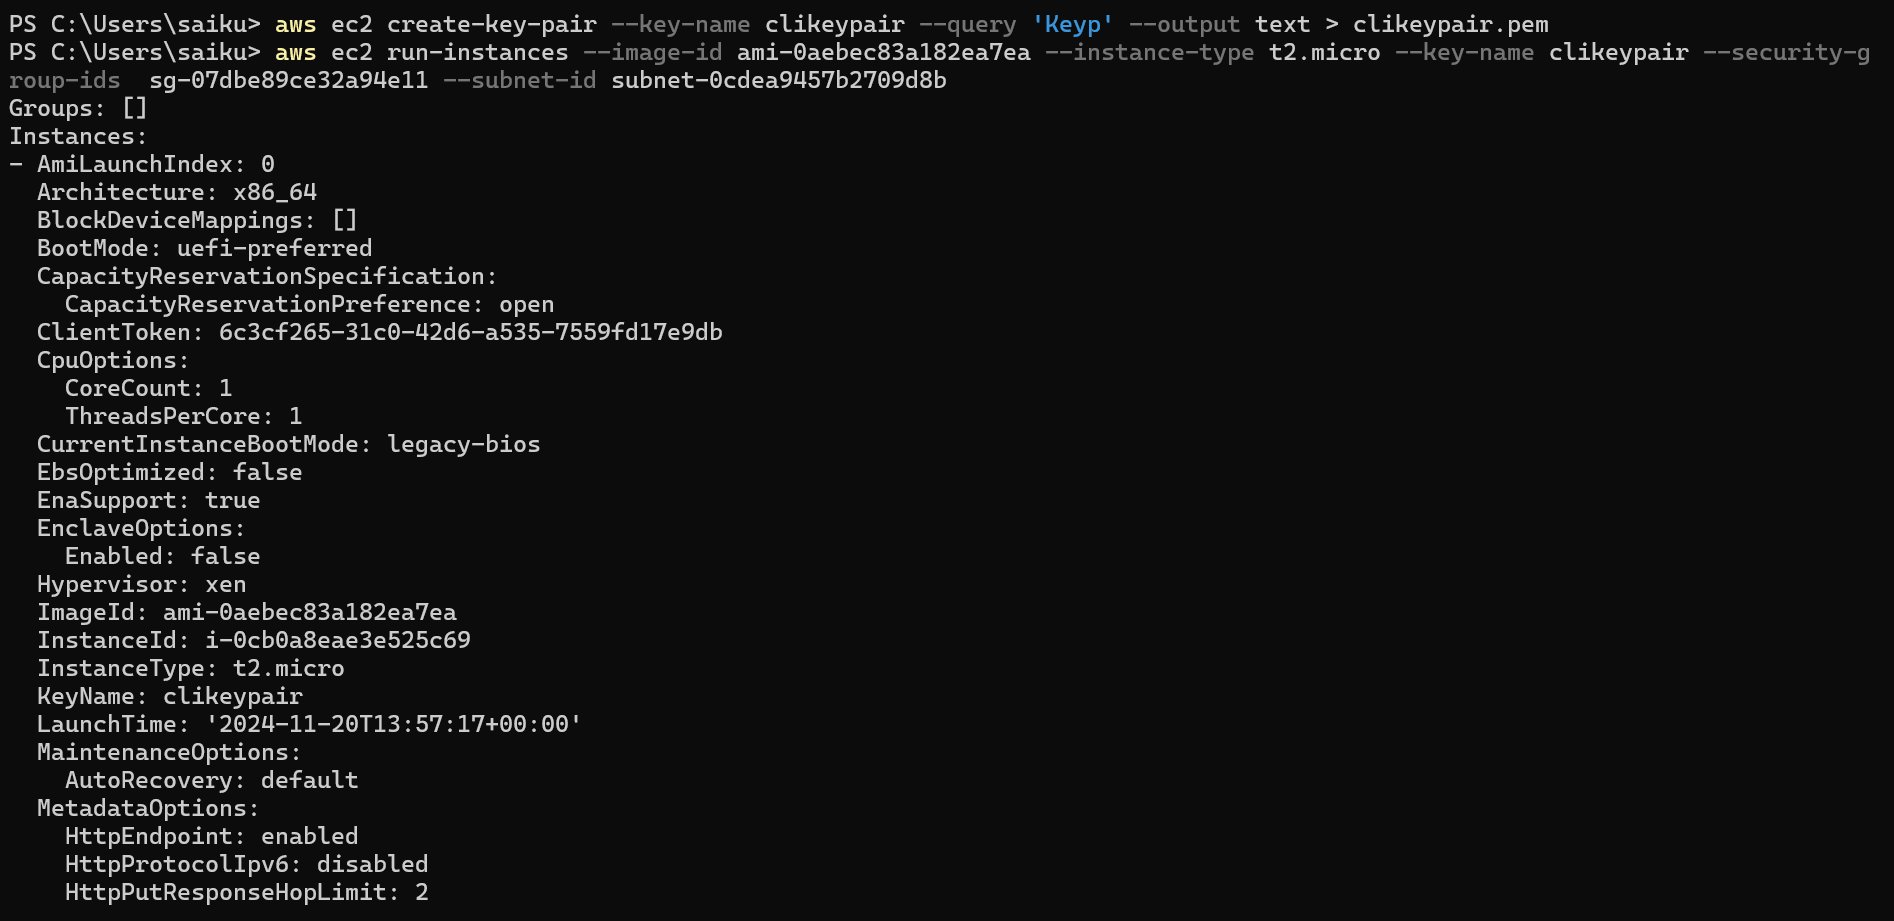 PS C:\Users\saiku> aws ec2 create-key-pair --key-name clikeypair --query 'Keyp' --output text > clikeypair.pem
PS C:\Users\saiku> aws ec2 run-instances --image-id ami-0aebec83a182ea7ea --instance-type t2.micro --key-name clikeypair --security-g
roup-ids  sg-07dbe89ce32a94e11 --subnet-id subnet-0cdea9457b2709d8b
Groups: []
Instances:
- AmiLaunchIndex: 0
  Architecture: x86_64
  BlockDeviceMappings: []
  BootMode: uefi-preferred
  CapacityReservationSpecification:
    CapacityReservationPreference: open
  ClientToken: 6c3cf265-31c0-42d6-a535-7559fd17e9db
  CpuOptions:
    CoreCount: 1
    ThreadsPerCore: 1
  CurrentInstanceBootMode: legacy-bios
  EbsOptimized: false
  EnaSupport: true
  EnclaveOptions:
    Enabled: false
  Hypervisor: xen
  ImageId: ami-0aebec83a182ea7ea
  InstanceId: i-0cb0a8eae3e525c69
  InstanceType: t2.micro
  KeyName: clikeypair
  LaunchTime: '2024-11-20T13:57:17+00:00'
  MaintenanceOptions:
    AutoRecovery: default
  MetadataOptions:
    HttpEndpoint: enabled
    HttpProtocolIpv6: disabled
    HttpPutResponseHopLimit: 2